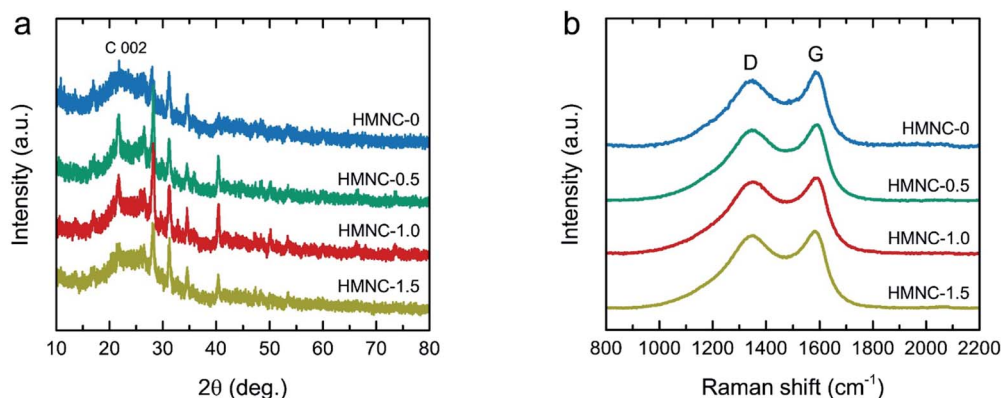 a
C 002
HMNC-0
HMNC-0.5
HMNC-1.0
HMNC-1.5
Intensity (a.u.)
10 20 30 40 50 60 70 80
2θ (deg.)
b
D G
HMNC-0
HMNC-0.5
HMNC-1.0
HMNC-1.5
Intensity (a.u.)
800 1000 1200 1400 1600 1800 2000 2200
Raman shift (cm⁻¹)